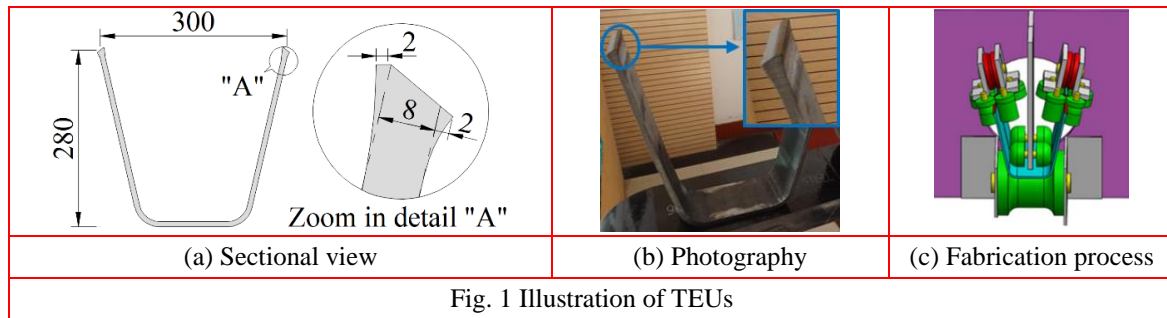 300
280
"A"
2
8
2
Zoom in detail "A"
(a) Sectional view
(b) Photography
(c) Fabrication process
Fig. 1 Illustration of TEUs